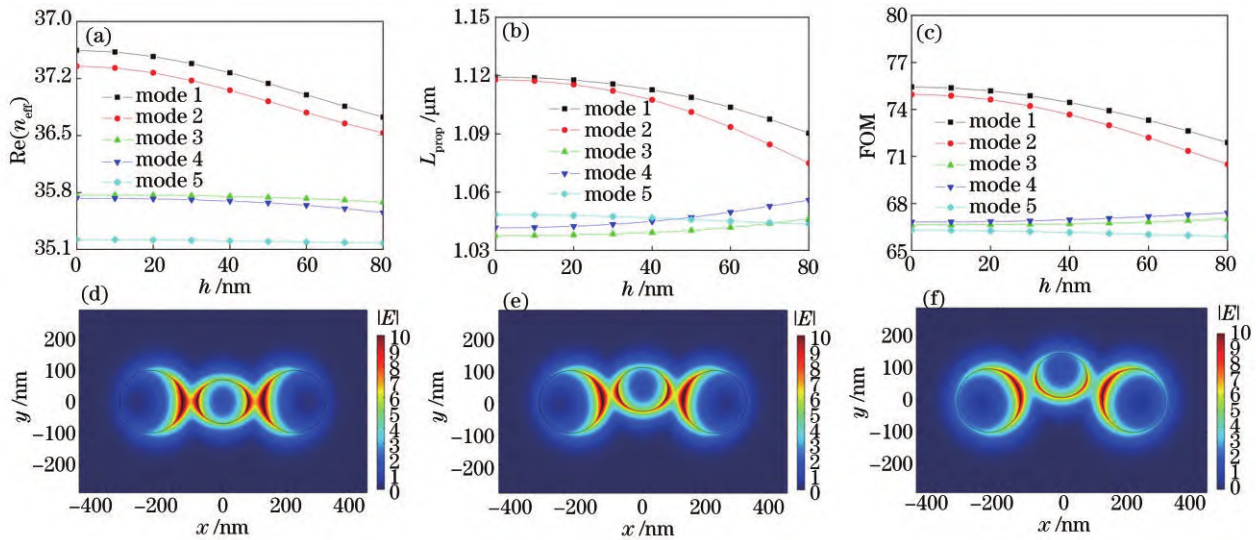 (a)
Re(n_eff)
37.0
37.2
36.5
35.8
35.1
mode 1
mode 2
mode 3
mode 4
mode 5
0 20 40 60 80
h /nm
(b)
L_prop /μm
1.15
1.12
1.09
1.06
1.03
mode 1
mode 2
mode 3
mode 4
mode 5
0 20 40 60 80
h /nm
(c)
FOM
80
77
74
71
68
65
mode 1
mode 2
mode 3
mode 4
mode 5
0 20 40 60 80
h /nm
(d)
y /nm
200
100
0
−100
−200
−400 −200 0 200 400
x /nm
|E|
10
9
8
7
6
5
4
3
2
1
0
(e)
y /nm
200
100
0
−100
−200
−400 −200 0 200 400
x /nm
|E|
10
9
8
7
6
5
4
3
2
1
0
(f)
y /nm
200
100
0
−100
−200
−400 −200 0 200 400
x /nm
|E|
10
9
8
7
6
5
4
3
2
1
0